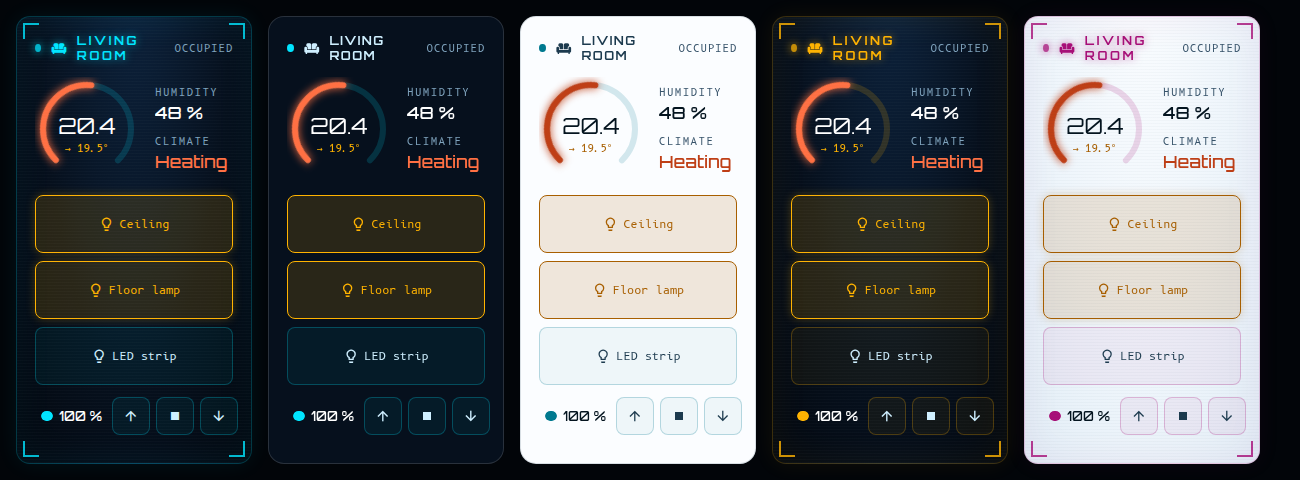 LIVING
ROOM
OCCUPIED
HUMIDITY
48 %
20.4
→ 19.5°
CLIMATE
Heating
Ceiling
Floor lamp
LED strip
100 %
LIVING
ROOM
OCCUPIED
HUMIDITY
48 %
20.4
→ 19.5°
CLIMATE
Heating
Ceiling
Floor lamp
LED strip
100 %
LIVING
ROOM
OCCUPIED
HUMIDITY
48 %
20.4
→ 19.5°
CLIMATE
Heating
Ceiling
Floor lamp
LED strip
100 %
LIVING
ROOM
OCCUPIED
HUMIDITY
48 %
20.4
→ 19.5°
CLIMATE
Heating
Ceiling
Floor lamp
LED strip
100 %
LIVING
ROOM
OCCUPIED
HUMIDITY
48 %
20.4
→ 19.5°
CLIMATE
Heating
Ceiling
Floor lamp
LED strip
100 %